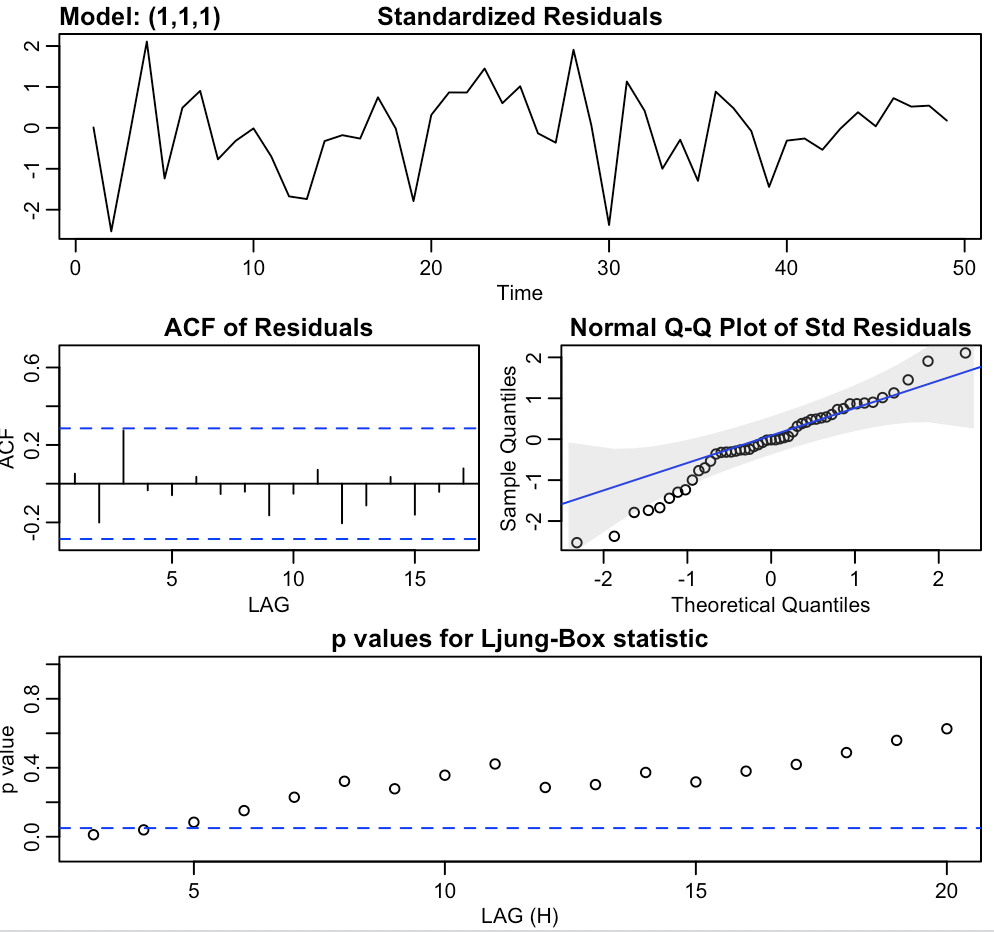 Model: (1,1,1) Standardized Residuals
2
1
0
-1
-2
0 10 20 30 40 50
Time
ACF of Residuals
ACF
0.6
0.2
-0.2
5 10 15
LAG
Normal Q-Q Plot of Std Residuals
Sample Quantiles
2
1
0
-1
-2
-2 -1 0 1 2
Theoretical Quantiles
p values for Ljung-Box statistic
p value
0.8
0.4
0.0
5 10 15 20
LAG (H)